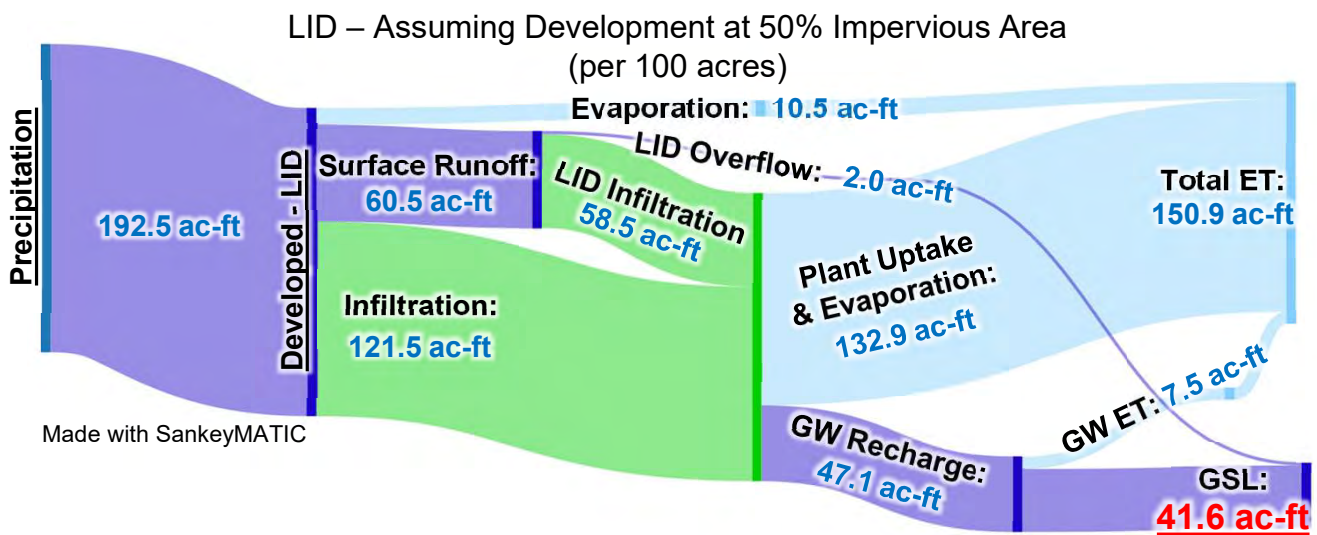 LID – Assuming Development at 50% Impervious Area
(per 100 acres)
Precipitation
192.5 ac-ft
Developed - LID
Evaporation: 10.5 ac-ft
Surface Runoff:
60.5 ac-ft
LID Overflow: 2.0 ac-ft
LID Infiltration
58.5 ac-ft
Infiltration:
121.5 ac-ft
Plant Uptake
& Evaporation:
132.9 ac-ft
Total ET:
150.9 ac-ft
GW Recharge:
47.1 ac-ft
GW ET: 7.5 ac-ft
GSL:
41.6 ac-ft
Made with SankeyMATIC